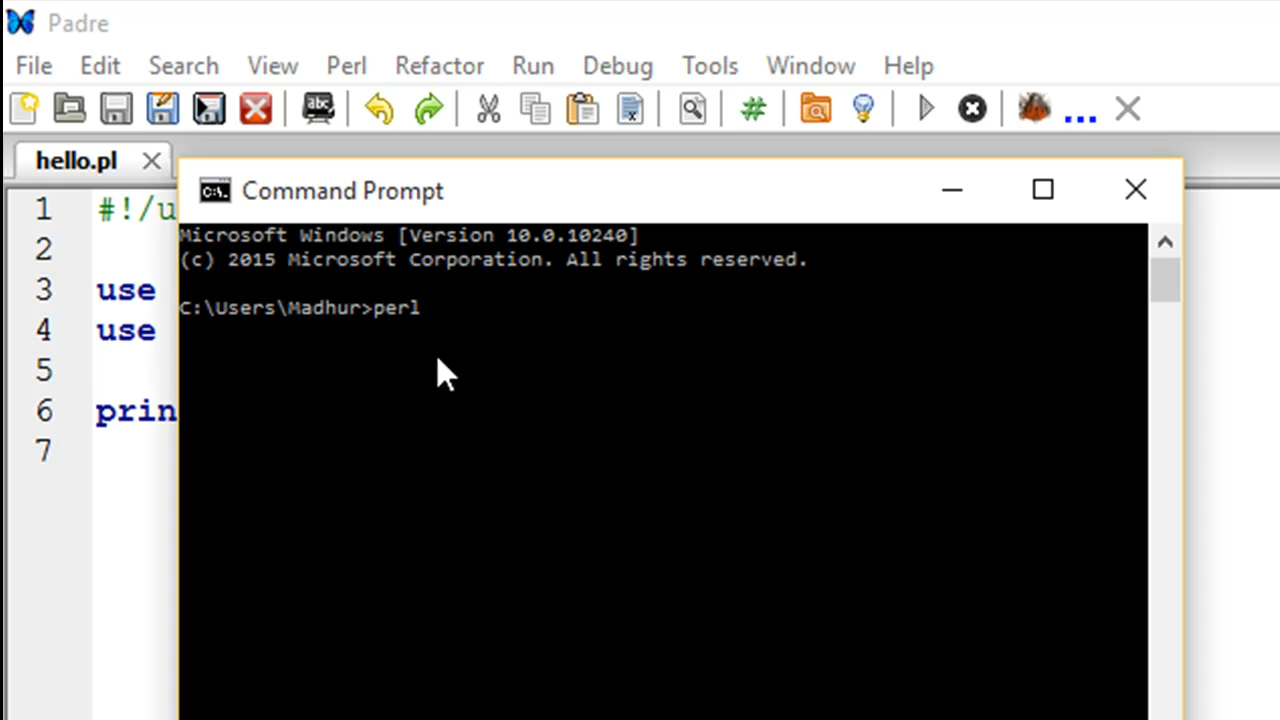 Padre
File Edit Search View Perl Refactor Run Debug Tools Window Help
abc
#
...
hello.pl
C:\. Command Prompt
1 #!/u
2
3 use
4 use
5
6 prin
7
Microsoft Windows [Version 10.0.10240]
(c) 2015 Microsoft Corporation. All rights reserved.
C:\Users\Madhur>perl